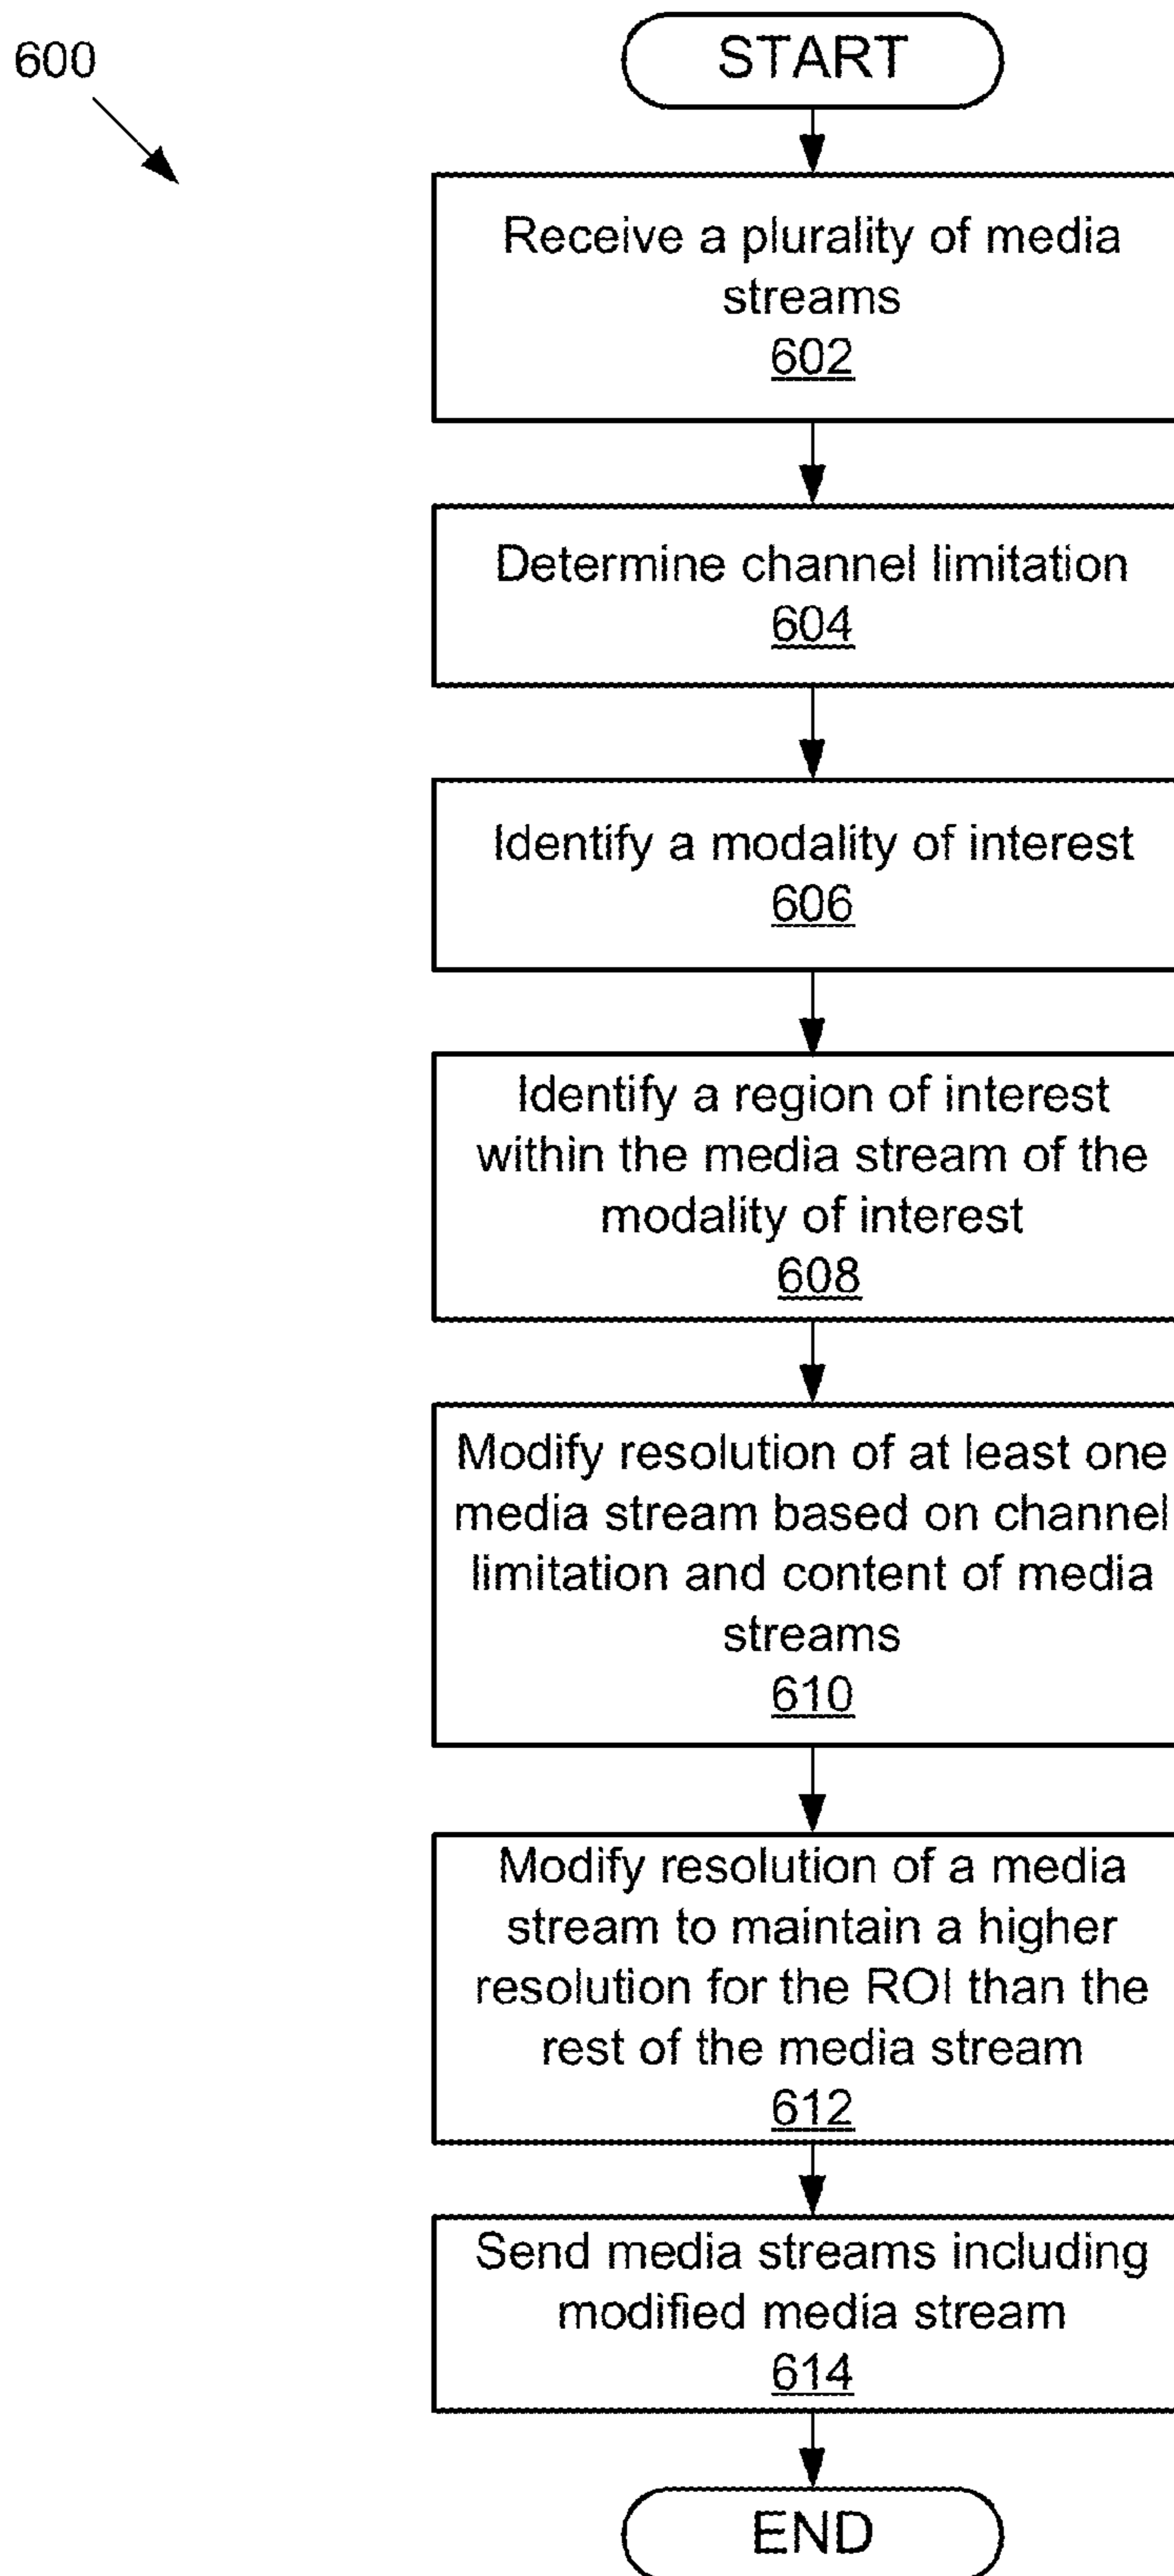 600
START
Receive a plurality of media
streams
602
Determine channel limitation
604
Identify a modality of interest
606
Identify a region of interest
within the media stream of the
modality of interest
608
Modify resolution of at least one
media stream based on channel
limitation and content of media
streams
610
Modify resolution of a media
stream to maintain a higher
resolution for the ROI than the
rest of the media stream
612
Send media streams including
modified media stream
614
END